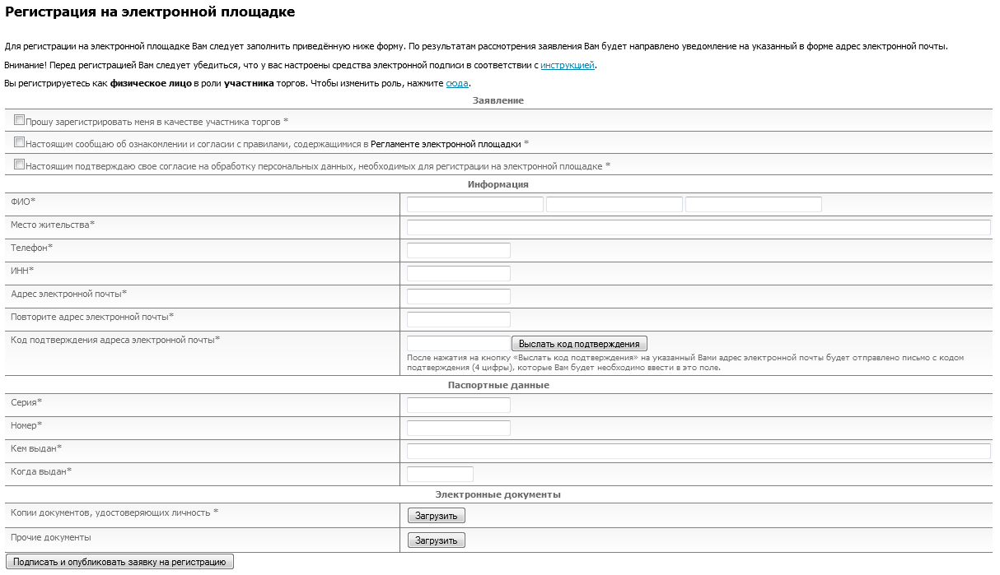 Регистрация на электронной площадке
Для регистрации на электронной площадке Вам следует заполнить приведённую ниже форму. По результатам рассмотрения заявления Вам будет направлено уведомление на указанный в форме адрес электронной почты.
Внимание! Перед регистрацией Вам следует убедиться, что у вас настроены средства электронной подписи в соответствии с инструкцией.
Вы регистрируетесь как физическое лицо в роли участника торгов. Чтобы изменить роль, нажмите сюда.
Заявление
Прошу зарегистрировать меня в качестве участника торгов *
Настоящим сообщаю об ознакомлении и согласии с правилами, содержащимися в Регламенте электронной площадки *
Настоящим подтверждаю свое согласие на обработку персональных данных, необходимых для регистрации на электронной площадке *
Информация
ФИО*
Место жительства*
Телефон*
ИНН*
Адрес электронной почты*
Повторите адрес электронной почты*
Код подтверждения адреса электронной почты* Выслать код подтверждения
После нажатия на кнопку «Выслать код подтверждения» на указанный Вами адрес электронной почты будет отправлено письмо с кодом
подтверждения (4 цифры), которые Вам будет необходимо ввести в это поле.
Паспортные данные
Серия*
Номер*
Кем выдан*
Когда выдан*
Электронные документы
Копии документов, удостоверяющих личность * Загрузить
Прочие документы Загрузить
Подписать и опубликовать заявку на регистрацию